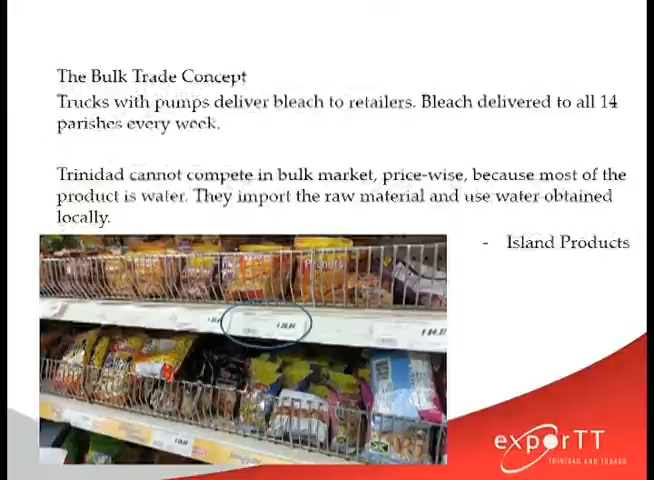 The Bulk Trade Concept
Trucks with pumps deliver bleach to retailers. Bleach delivered to all 14
parishes every week.
Trinidad cannot compete in bulk market, price-wise, because most of the
product is water. They import the raw material and use water obtained
locally.
- Island Products
Peanuts
exporTT
TRINIDAD AND TOBAGO